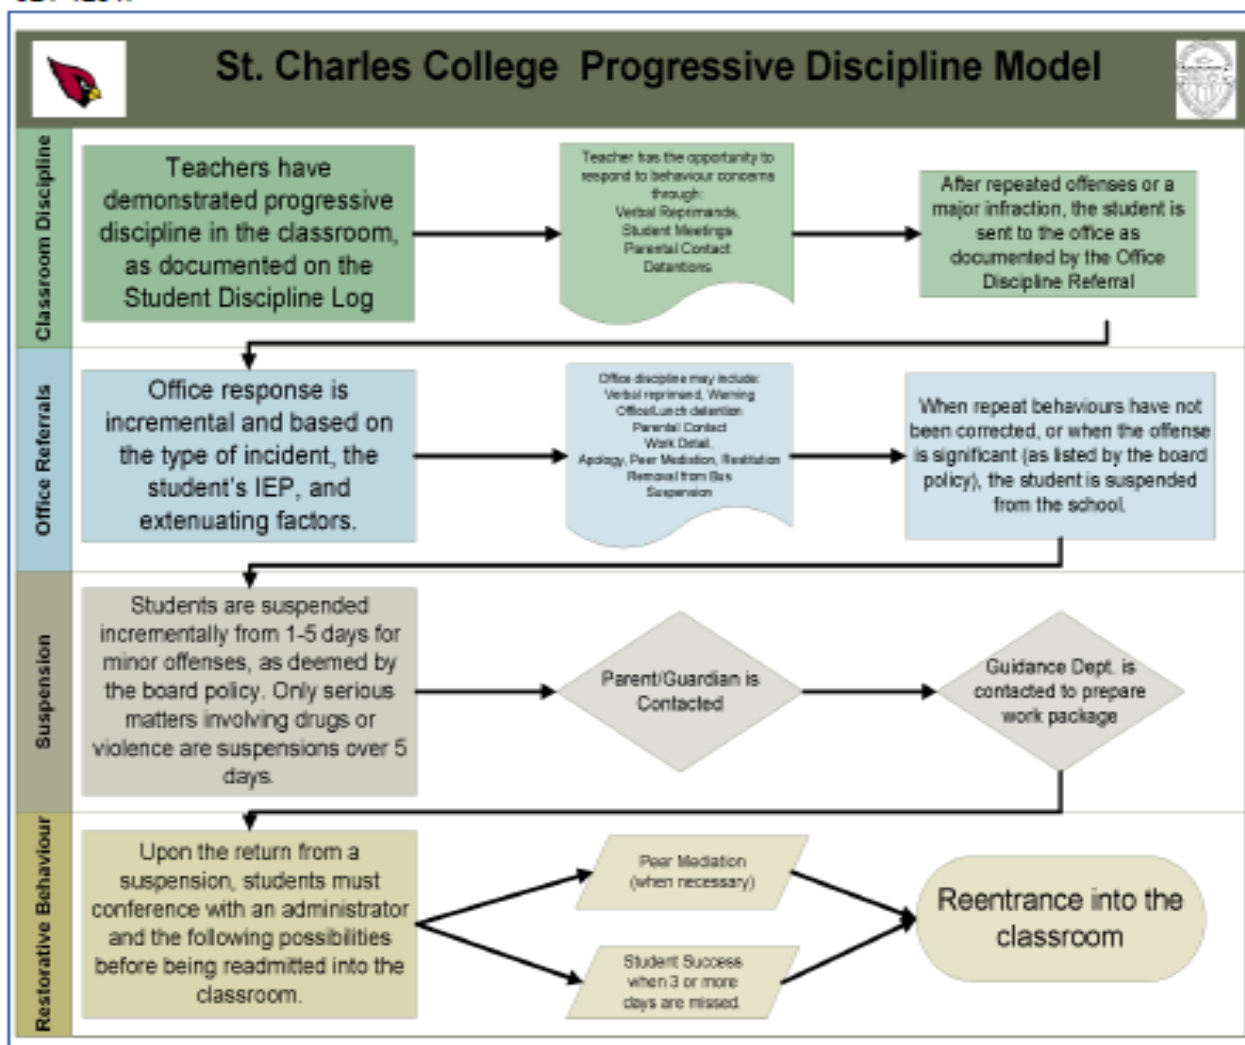 St. Charles College Progressive Discipline Model
Classroom Discipline
Teachers have
demonstrated progressive
discipline in the classroom,
as documented on the
Student Discipline Log
Teacher has the opportunity to
respond to behaviour concerns
through:
Verbal Reprimands,
Student Meetings
Parental Contact
Detentions
After repeated offenses or a
major infraction, the student is
sent to the office as
documented by the Office
Discipline Referral
Office Referrals
Office response is
incremental and based on
the type of incident, the
student's IEP, and
extenuating factors.
Office discipline may include:
Verbal reprimand, Warning
Office/Lunch detention
Parental Contact
Work Detail,
Apology, Peer Mediation, Restitution
Removal from Bus
Suspension
When repeat behaviours have not
been corrected, or when the offense
is significant (as listed by the board
policy), the student is suspended
from the school.
Suspension
Students are suspended
incrementally from 1-5 days for
minor offenses, as deemed by
the board policy. Only serious
matters involving drugs or
violence are suspensions over 5
days.
Parent/Guardian is
Contacted
Guidance Dept. is
contacted to prepare
work package
Restorative Behaviour
Upon the return from a
suspension, students must
conference with an administrator
and the following possibilities
before being readmitted into the
classroom.
Peer Mediation
(when necessary)
Student Success
when 3 or more
days are missed.
Reentrance into the
classroom